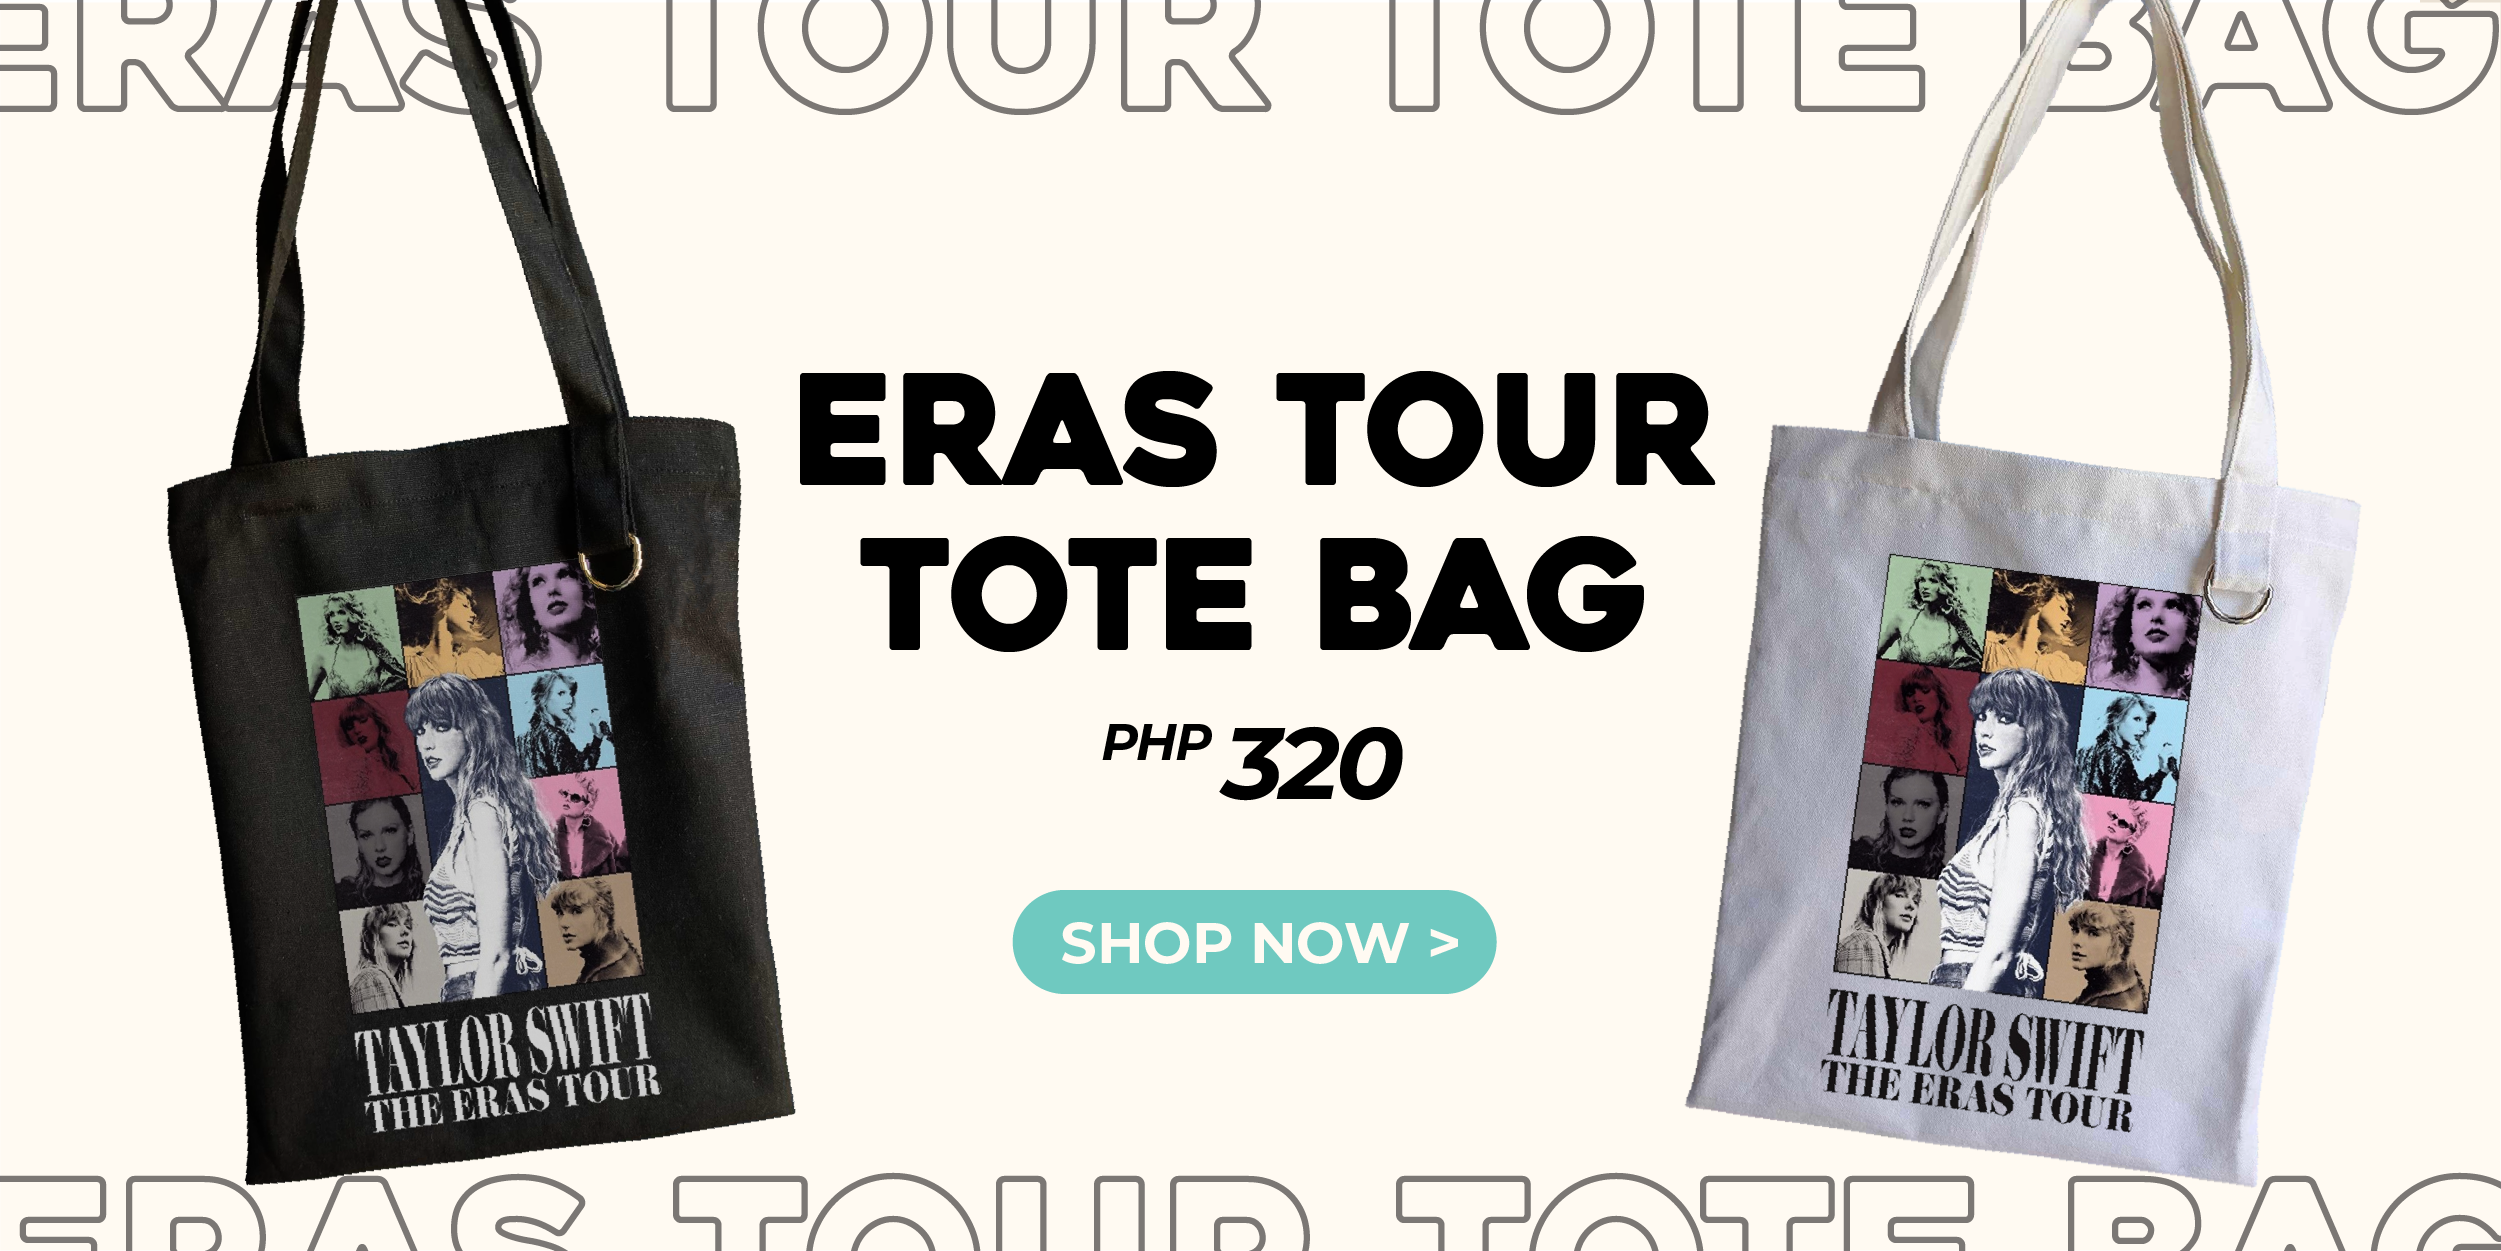 ERAS TOUR TOTE BAG
ERAS TOUR
TOTE BAG
PHP 320
SHOP NOW >
TAYLOR SWIFT
THE ERAS TOUR
TAYLOR SWIFT
THE ERAS TOUR
ERAS TOUR TOTE BAG